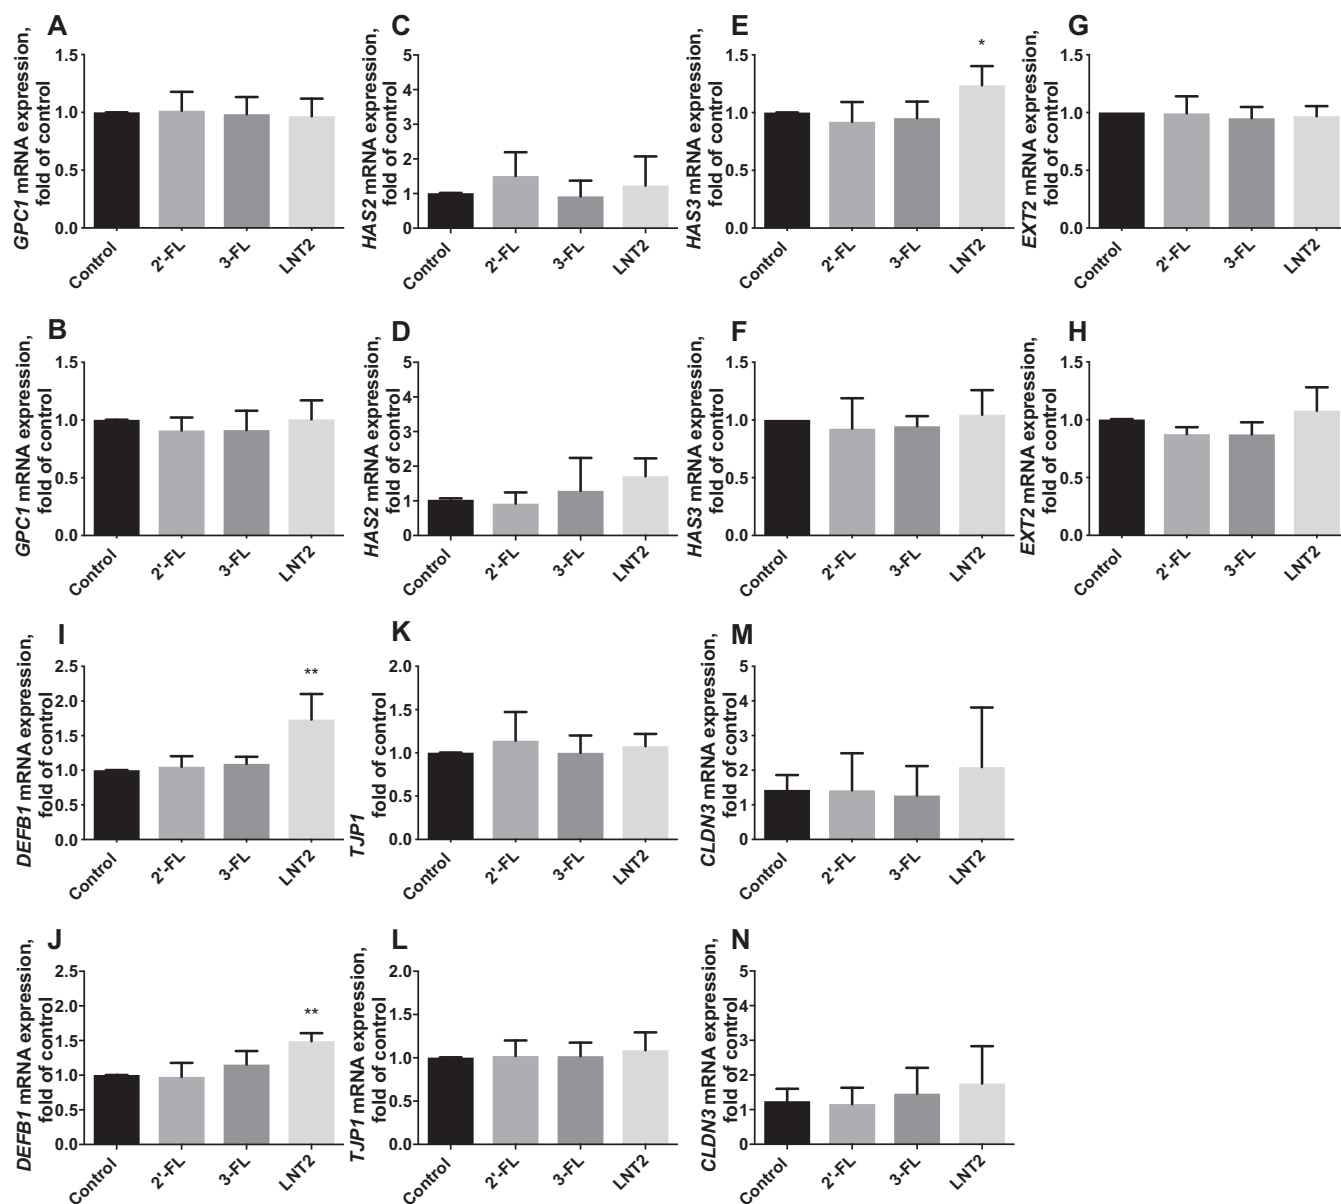 A
GPC1 mRNA expression,
fold of control
1.5
1.0
0.5
0.0
Control
2'-FL
3-FL
LNT2
C
HAS2 mRNA expression,
fold of control
5
4
3
2
1
0
Control
2'-FL
3-FL
LNT2
E
HAS3 mRNA expression,
fold of control
1.5
1.0
0.5
0.0
*
Control
2'-FL
3-FL
LNT2
G
EXT2 mRNA expression,
fold of control
1.5
1.0
0.5
0.0
Control
2'-FL
3-FL
LNT2
B
GPC1 mRNA expression,
fold of control
1.5
1.0
0.5
0.0
Control
2'-FL
3-FL
LNT2
D
HAS2 mRNA expression,
fold of control
5
4
3
2
1
0
Control
2'-FL
3-FL
LNT2
F
HAS3 mRNA expression,
fold of control
1.5
1.0
0.5
0.0
Control
2'-FL
3-FL
LNT2
H
EXT2 mRNA expression,
fold of control
1.5
1.0
0.5
0.0
Control
2'-FL
3-FL
LNT2
I
DEFB1 mRNA expression,
fold of control
2.5
2.0
1.5
1.0
0.5
0.0
**
Control
2'-FL
3-FL
LNT2
K
TJP1
fold of control
2.0
1.5
1.0
0.5
0.0
Control
2'-FL
3-FL
LNT2
M
CLDN3 mRNA expression,
fold of control
5
4
3
2
1
0
Control
2'-FL
3-FL
LNT2
J
DEFB1 mRNA expression,
fold of control
2.5
2.0
1.5
1.0
0.5
0.0
**
Control
2'-FL
3-FL
LNT2
L
TJP1 mRNA expression,
fold of control
2.0
1.5
1.0
0.5
0.0
Control
2'-FL
3-FL
LNT2
N
CLDN3 mRNA expression,
fold of control
5
4
3
2
1
0
Control
2'-FL
3-FL
LNT2